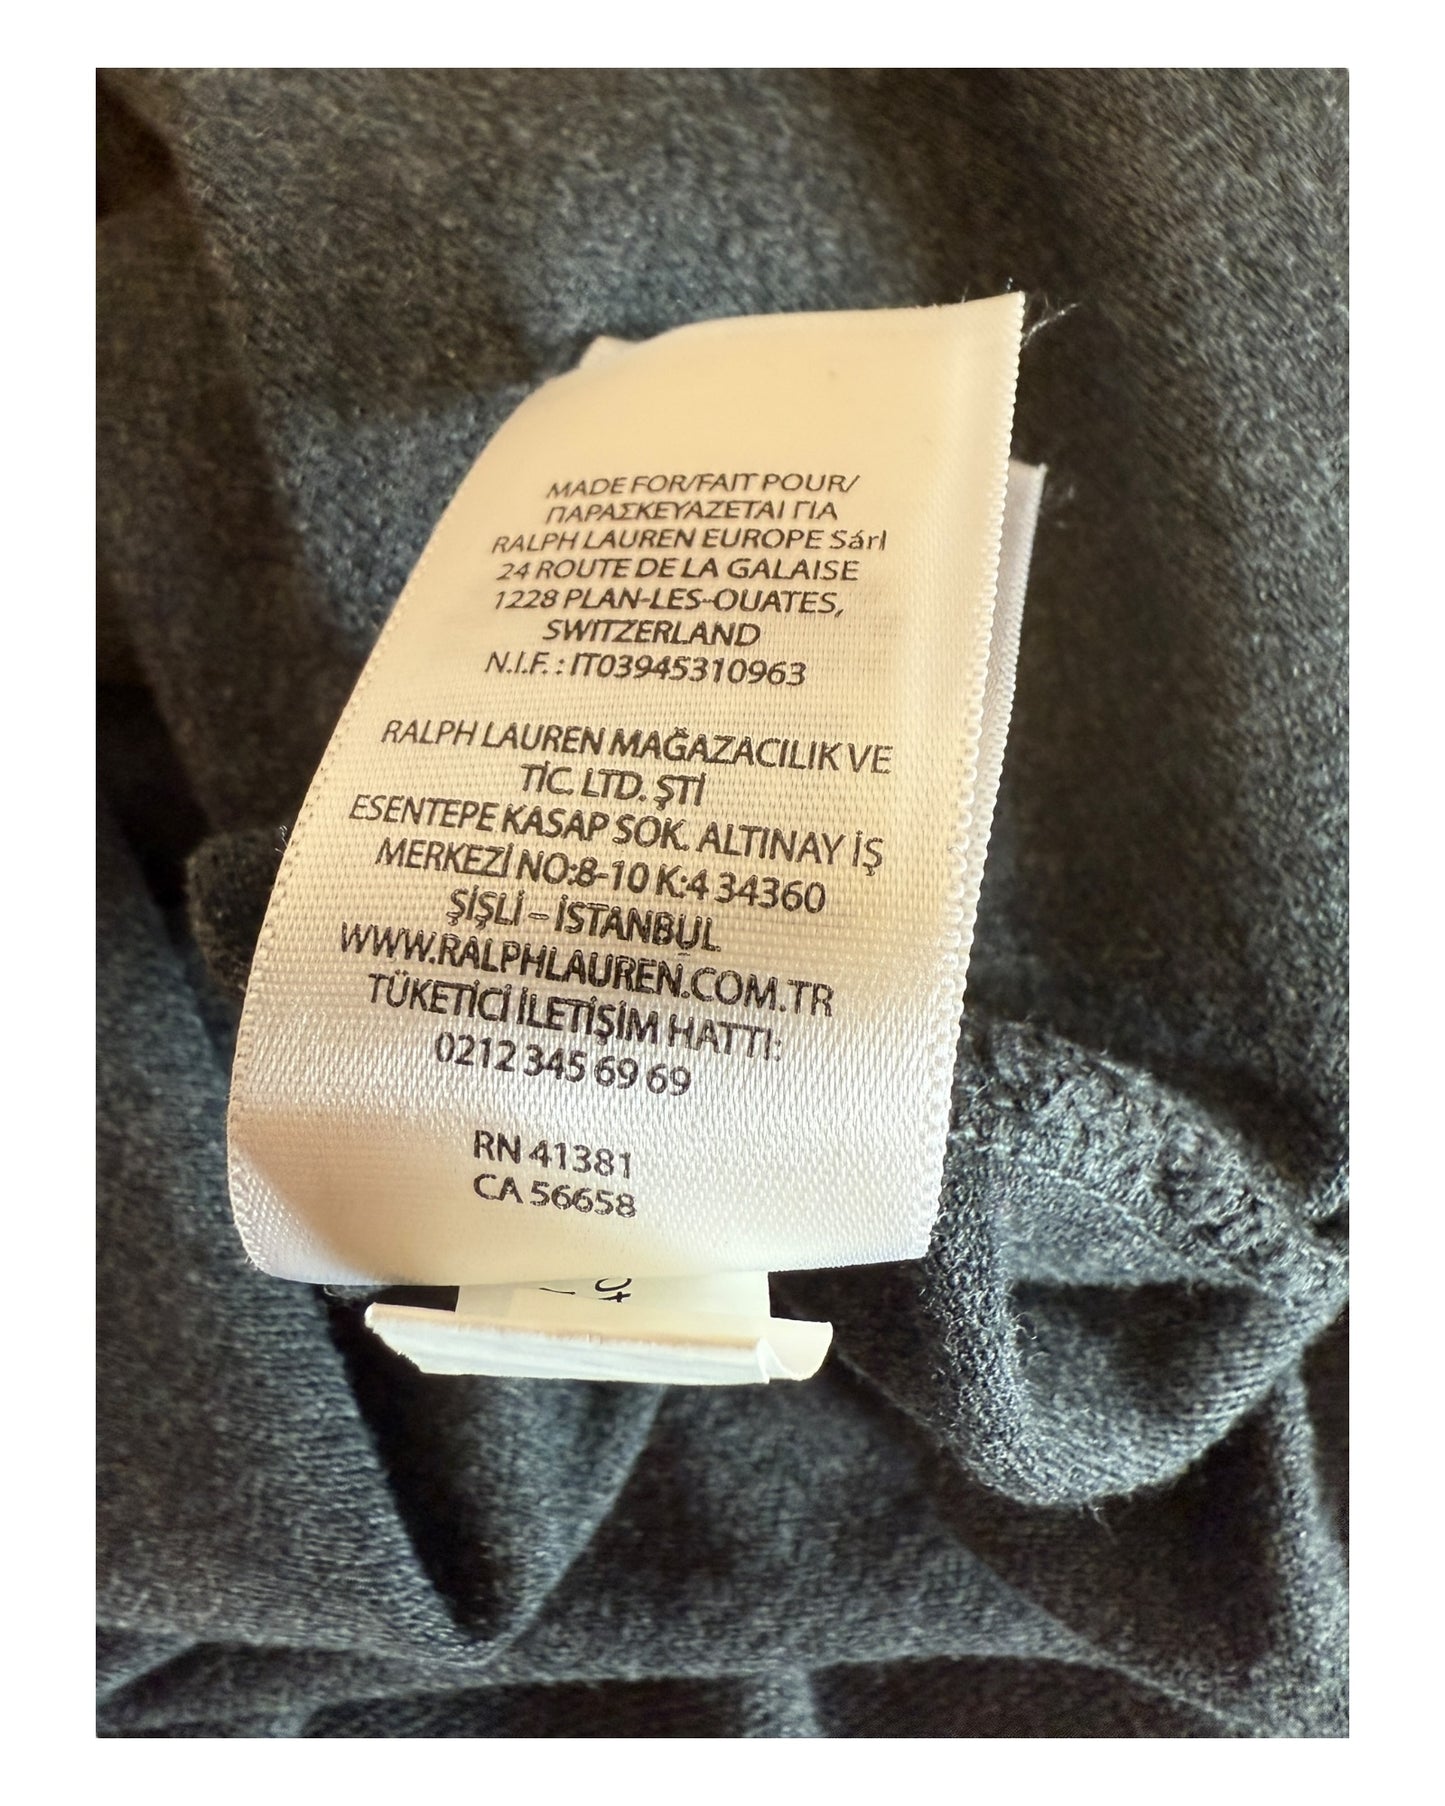 MADE FOR/FAIT POUR/
ΠΑΡΑΣΚΕΥΑΖΕΤΑΙ ΓΙΑ
RALPH LAUREN EUROPE Sárl
24 ROUTE DE LA GALAISE
1228 PLAN-LES-OUATES,
SWITZERLAND
N.I.F. : IT03945310963
RALPH LAUREN MAĞAZACILIK VE
TİC. LTD. ŞTİ
ESENTEPE KASAP SOK. ALTINAY İŞ
MERKEZİ NO:8-10 K:4 34360
ŞİŞLİ – İSTANBUL
WWW.RALPHLAUREN.COM.TR
TÜKETİCİ İLETİŞİM HATTI:
0212 345 69 69
RN 41381
CA 56658